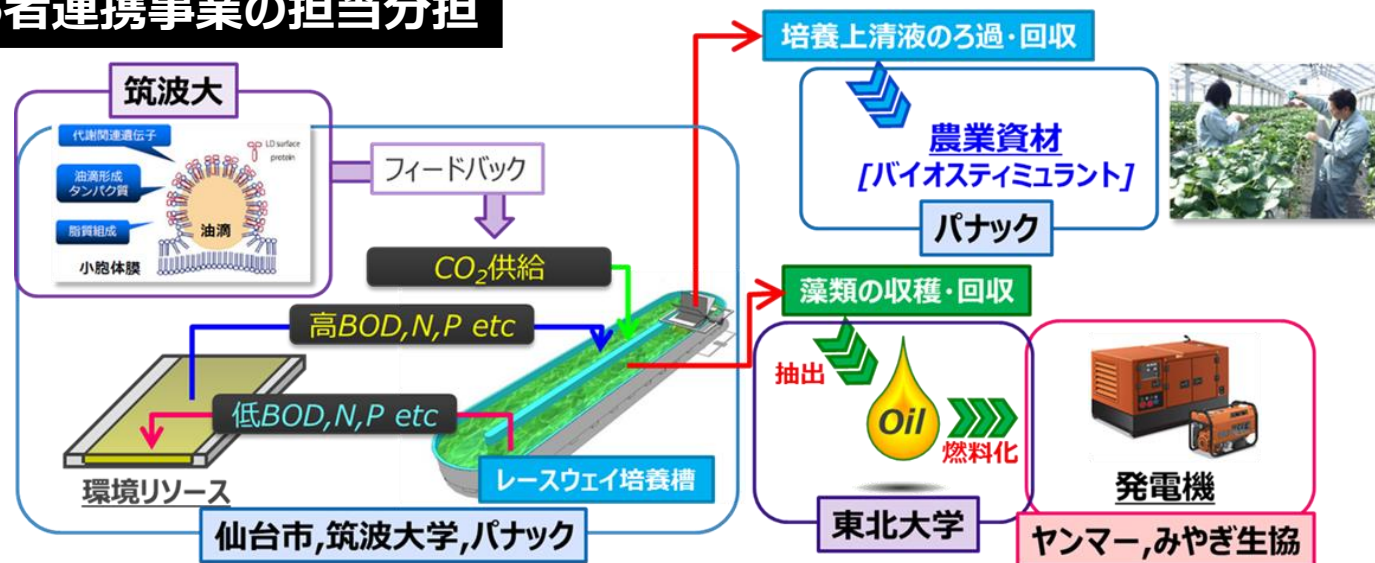 者連携事業の担当分担
筑波大
代謝関連遺伝子
LD surface
protein
油滴形成
タンパク質
脂質組成
油滴
小胞体膜
フィードバック
CO₂供給
高BOD,N,P etc
低BOD,N,P etc
環境リソース
レースウェイ培養槽
仙台市,筑波大学,パナック
培養上清液のろ過・回収
農業資材
[バイオスティミュラント]
パナック
藻類の収穫・回収
抽出
Oil
燃料化
東北大学
発電機
ヤンマー,みやぎ生協